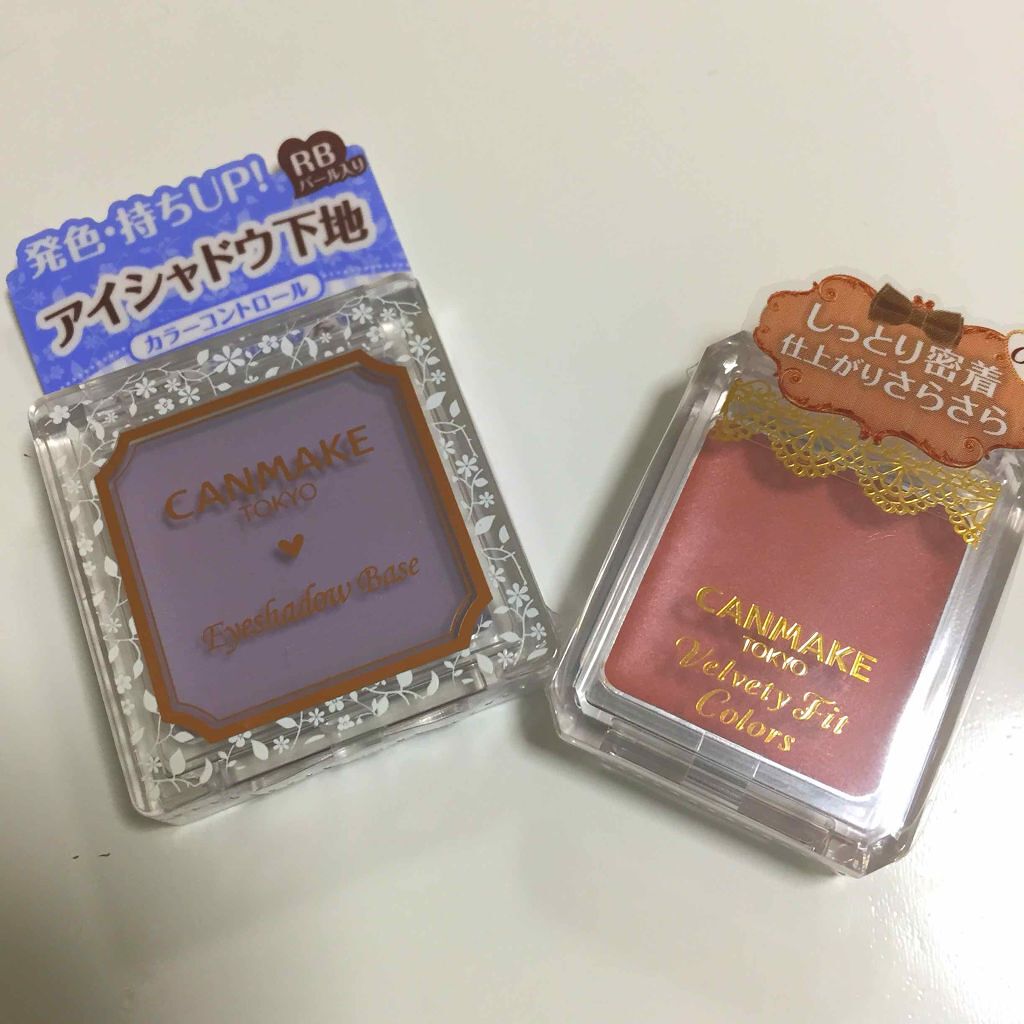 RB
パール入り
発色・持ちUP!
アイシャドウ下地
カラーコントロール
CANMAKE
TOKYO
Eyeshadow Base
しっとり密着
仕上がりさらさら
CANMAKE
TOKYO
Velvety Fit
Colors